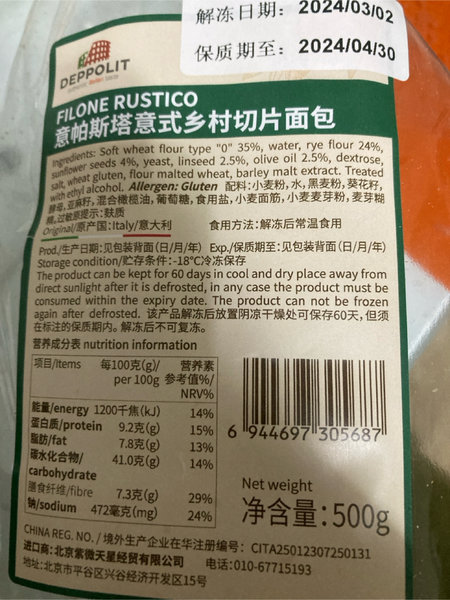 解冻日期: 2024/03/02
保质期至: 2024/04/30
DEPPOLIT
authentic Italian taste
FILONE RUSTICO
意帕斯塔意式乡村切片面包
Ingredients: Soft wheat flour type "0" 35%, water, rye flour 24%,
sunflower seeds 4%, yeast, linseed 2.5%, olive oil 2.5%, dextrose,
salt, wheat gluten, flour malted wheat, barley malt extract. Treated
with ethyl alcohol. Allergen: Gluten 配料:小麦粉,水,黑麦粉,葵花籽,
酵母,亚麻籽,混合橄榄油,葡萄糖,食用盐,小麦面筋,小麦麦芽粉,麦芽糊
精。过敏原提示:麸质
Original/原产国:Italy/意大利 食用方法:解冻后常温食用
Prod./生产日期:见包装背面(日/月/年) Exp./保质期至:见包装背面(日/月/年)
Storage condition/贮存条件:-18℃冷冻保存
The product can be kept for 60 days in cool and dry place away from
direct sunlight after it is defrosted, in any case the product must be
consumed within the expiry date. The product can not be frozen
again after defrosted. 该产品解冻后放置阴凉干燥处可保存60天,但须
在标注的保质期内。解冻后不可复冻。
营养成分表 nutrition information
项目/Items 每100克(g)/per 100g 营养素参考值%/NRV%
能量/energy 1200千焦(kJ) 14%
蛋白质/protein 9.2克(g) 15%
脂肪/fat 7.8克(g) 13%
碳水化合物/carbohydrate 41.0克(g) 14%
膳食纤维/fibre 7.3克(g) 29%
钠/sodium 472毫克(mg) 24%
6 944697 305687
Net weight
净含量:500g
CHINA REG. NO./境外生产企业在华注册编号:CITA25012307250131
进口商:北京紫微天星经贸有限公司 电话:010-67715193
地址:北京市平谷区兴谷经济开发区15号